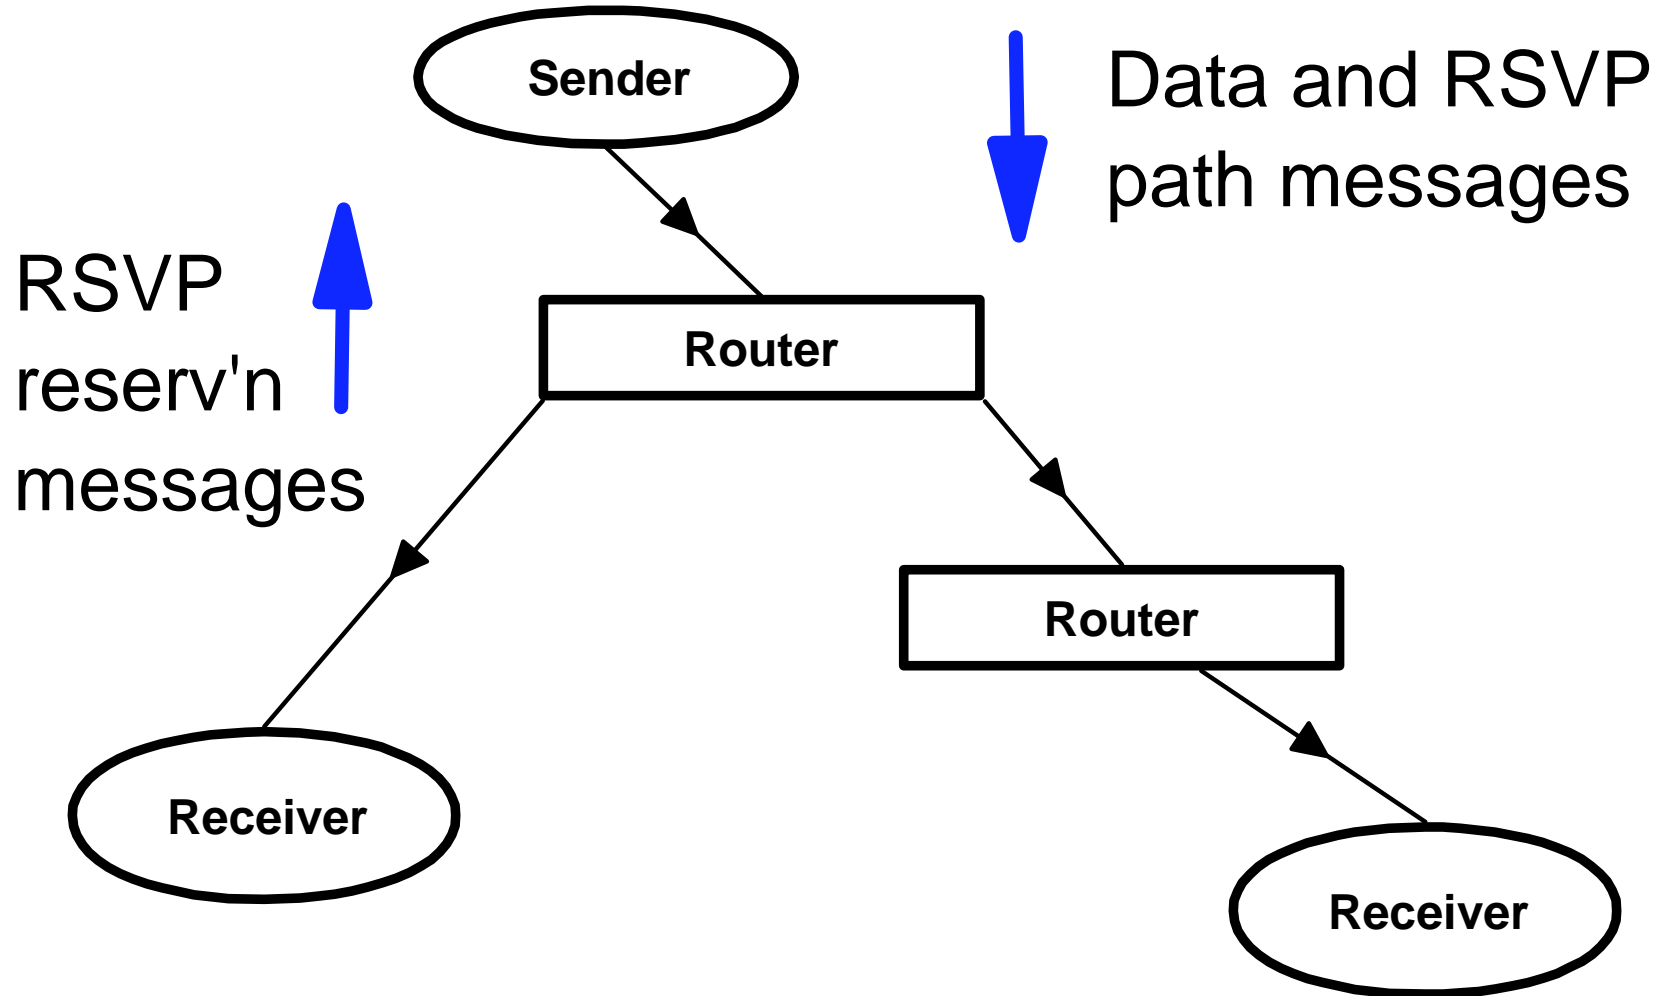 Sender
Data and RSVP
path messages
RSVP
reserv'n
messages
Router
Router
Receiver
Receiver